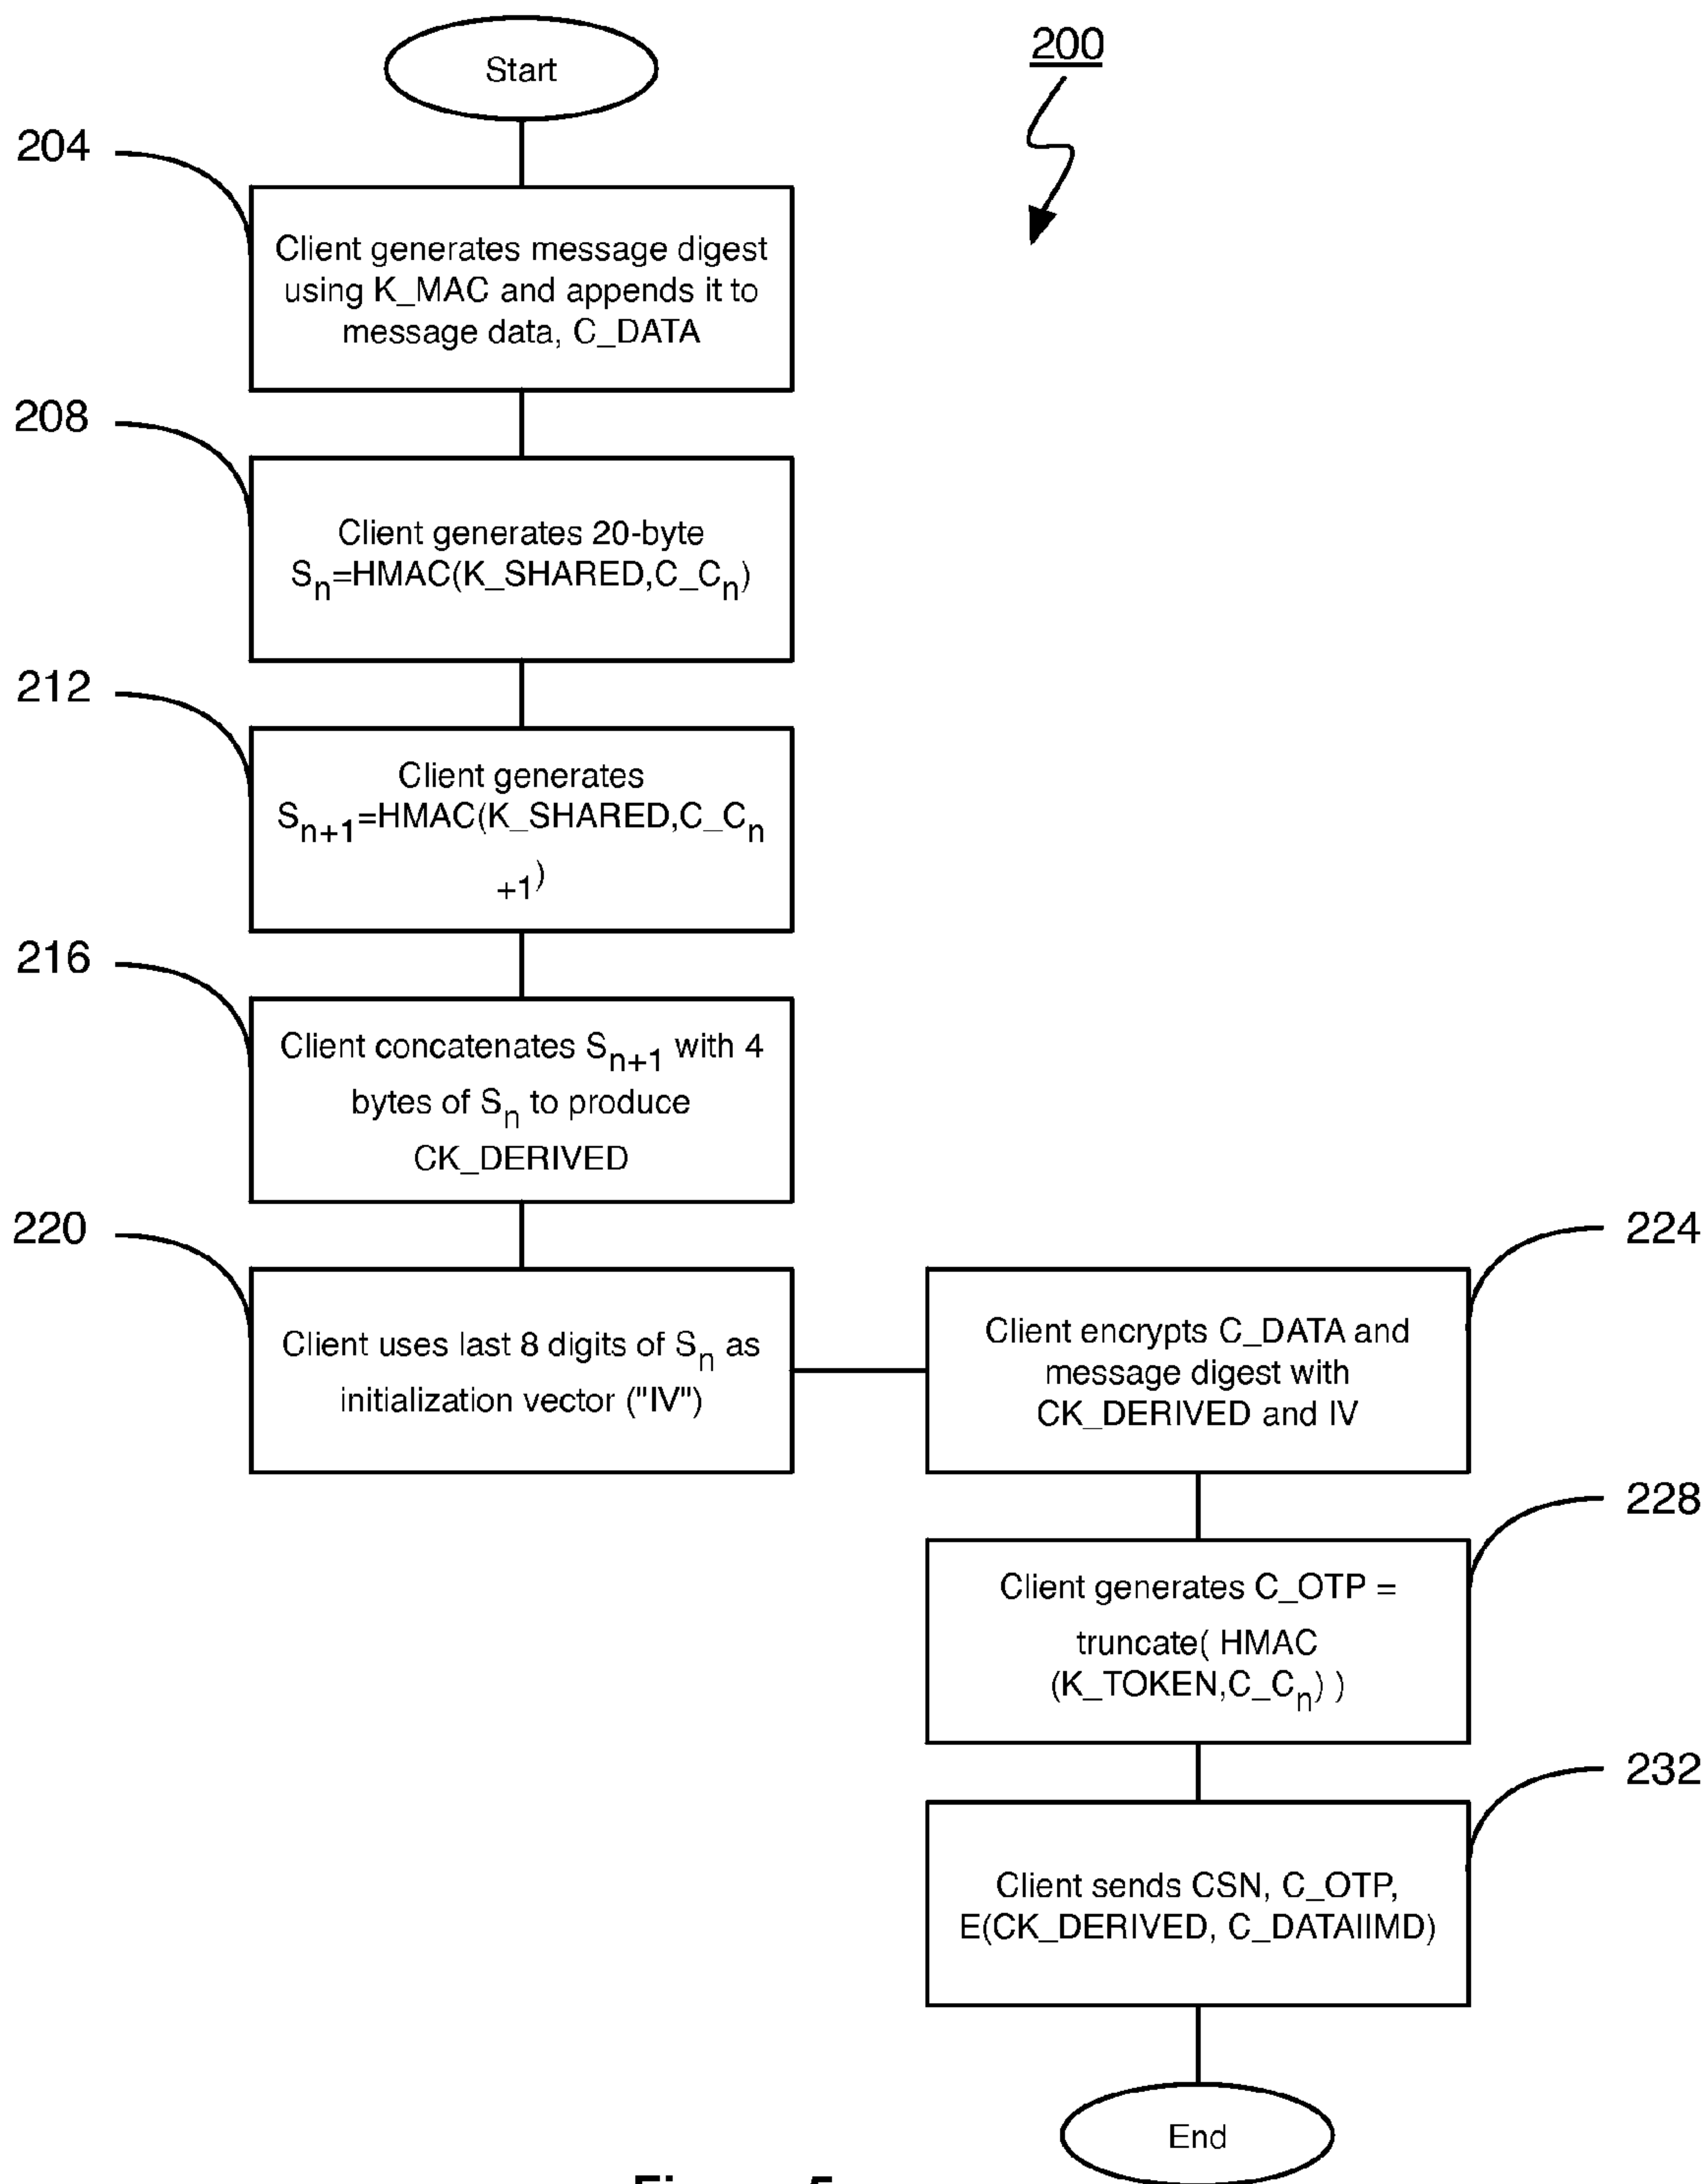 Start
200
204
Client generates message digest
using K_MAC and appends it to
message data, C_DATA
208
Client generates 20-byte
Sn=HMAC(K_SHARED,C_Cn)
212
Client generates
Sn+1=HMAC(K_SHARED,C_Cn
+1)
216
Client concatenates Sn+1 with 4
bytes of Sn to produce
CK_DERIVED
220
Client uses last 8 digits of Sn as
initialization vector ("IV")
224
Client encrypts C_DATA and
message digest with
CK_DERIVED and IV
228
Client generates C_OTP =
truncate( HMAC
(K_TOKEN,C_Cn) )
232
Client sends CSN, C_OTP,
E(CK_DERIVED, C_DATAIIMD)
End